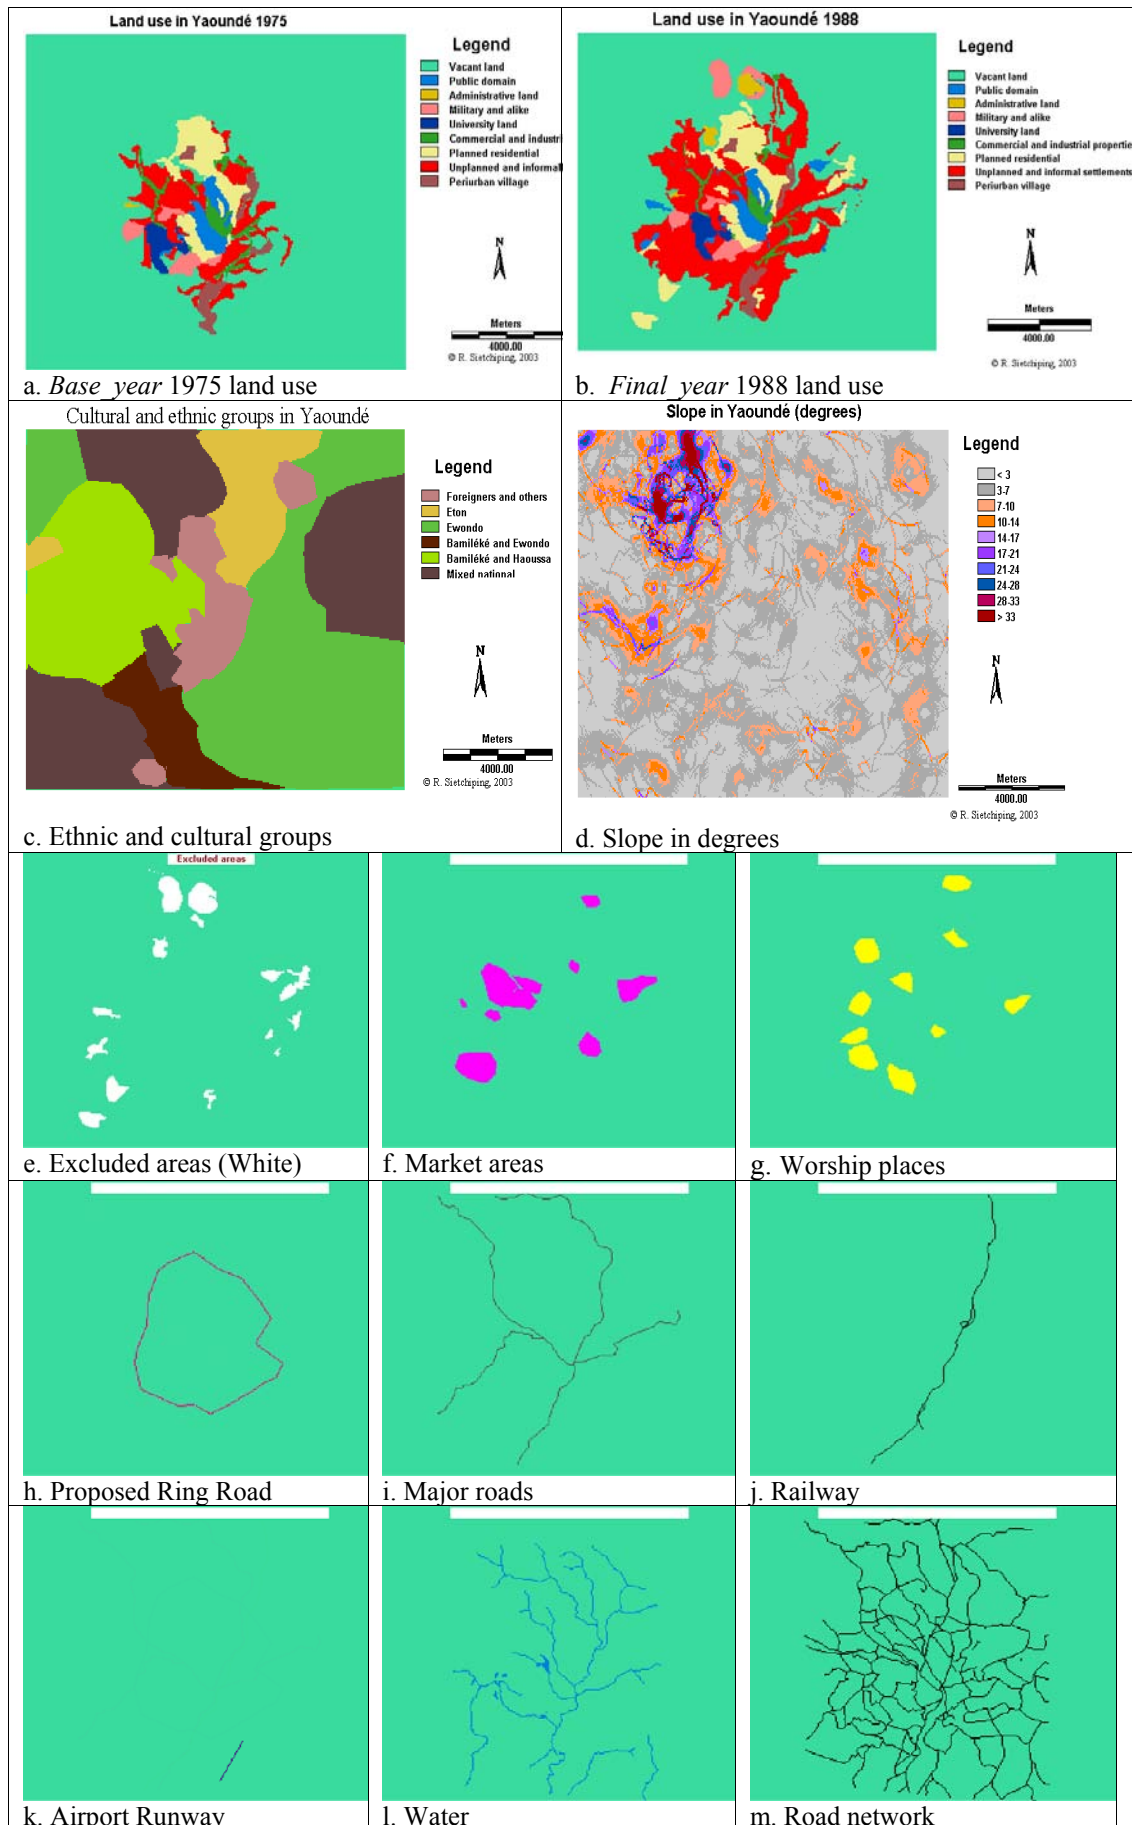 Land use in Yaoundé 1975
Legend
Vacant land
Public domain
Administrative land
Military and alike
University land
Commercial and industri
Planned residential
Unplanned and informal
Periurban village
N
Meters
4000.00
© R. Sietchiping, 2003
a. Base_year 1975 land use
Land use in Yaoundé 1988
Legend
Vacant land
Public domain
Administrative land
Military and alike
University land
Commercial and industrial propertie
Planned residential
Unplanned and informal settlements
Periurban village
N
Meters
4000.00
© R. Sietchiping, 2003
b. Final_year 1988 land use
Cultural and ethnic groups in Yaoundé
Legend
Foreigners and others
Eton
Ewondo
Bamiléké and Ewondo
Bamiléké and Haoussa
Mixed national
N
Meters
4000.00
© R. Sietchiping, 2003
c. Ethnic and cultural groups
Slope in Yaoundé (degrees)
Legend
< 3
3-7
7-10
10-14
14-17
17-21
21-24
24-28
28-33
> 33
N
Meters
4000.00
© R. Sietchiping, 2003
d. Slope in degrees
Excluded areas
e. Excluded areas (White)
f. Market areas
g. Worship places
h. Proposed Ring Road
i. Major roads
j. Railway
k. Airport Runway
l. Water
m. Road network